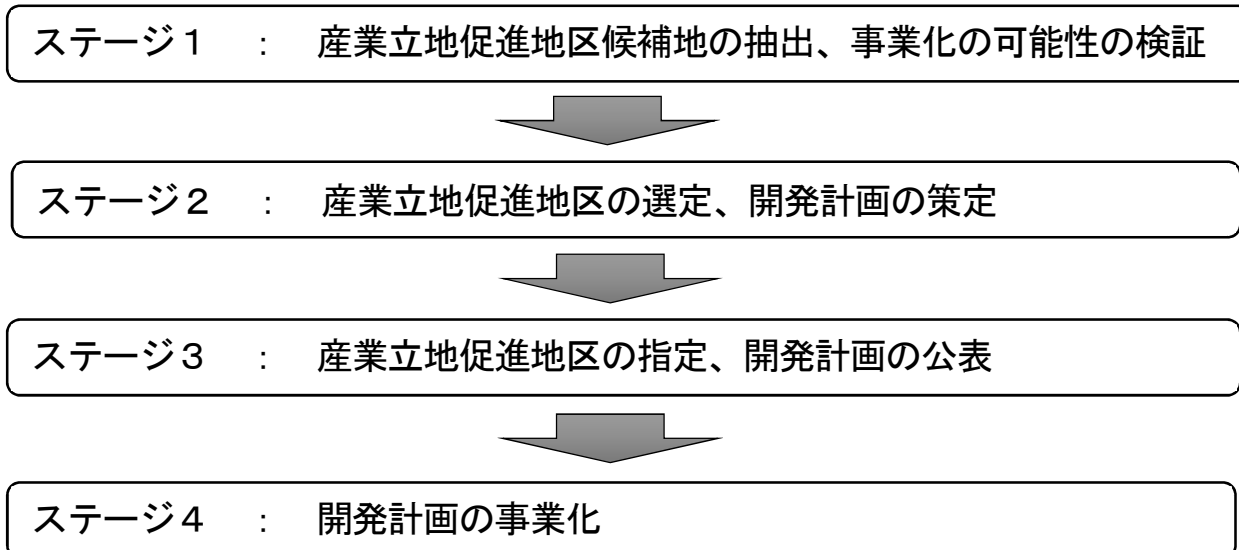 ステージ１　：　産業立地促進地区候補地の抽出、事業化の可能性の検証
ステージ２　：　産業立地促進地区の選定、開発計画の策定
ステージ３　：　産業立地促進地区の指定、開発計画の公表
ステージ４　：　開発計画の事業化